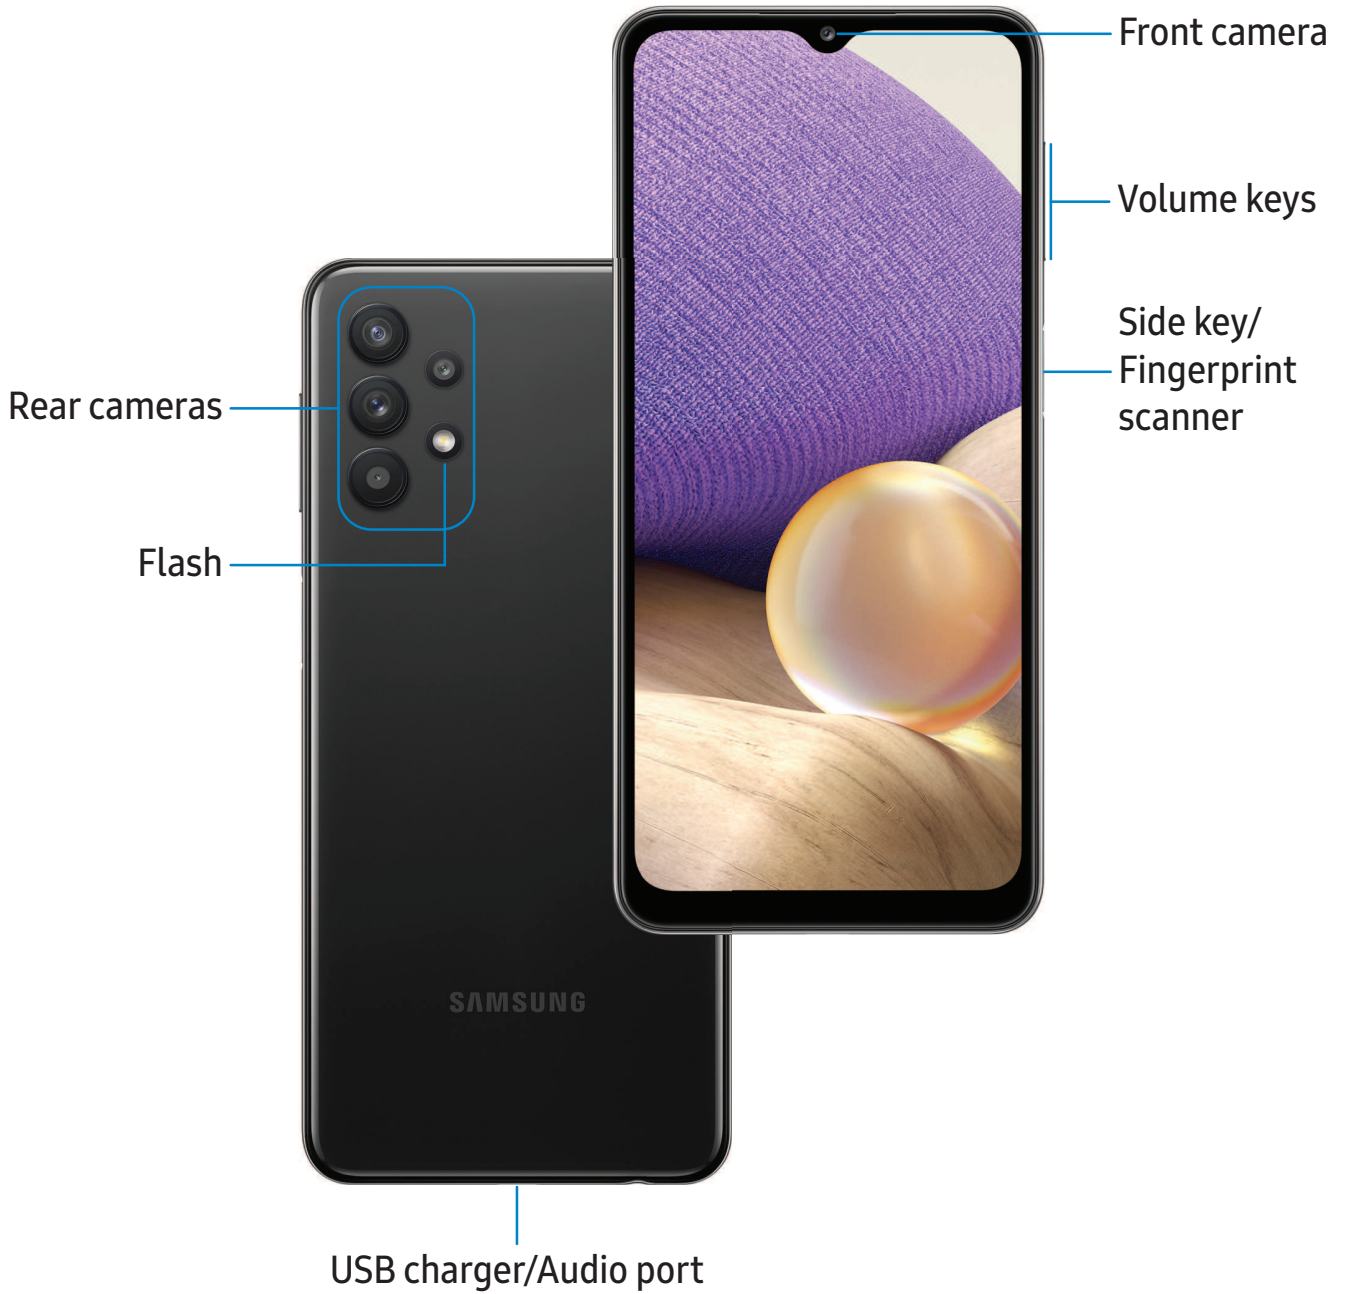 Front camera
Volume keys
Side key/
Fingerprint
scanner
Rear cameras
Flash
SAMSUNG
USB charger/Audio port